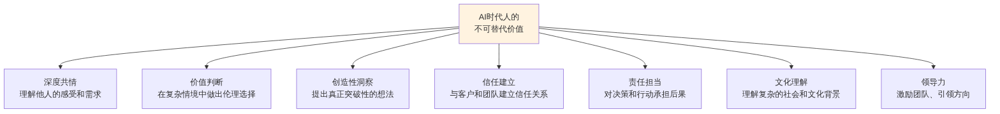 AI时代人的
不可替代价值
深度共情
理解他人的感受和需求
价值判断
在复杂情境中做出伦理选择
创造性洞察
提出真正突破性的想法
信任建立
与客户和团队建立信任关系
责任担当
对决策和行动承担后果
文化理解
理解复杂的社会和文化背景
领导力
激励团队、引领方向